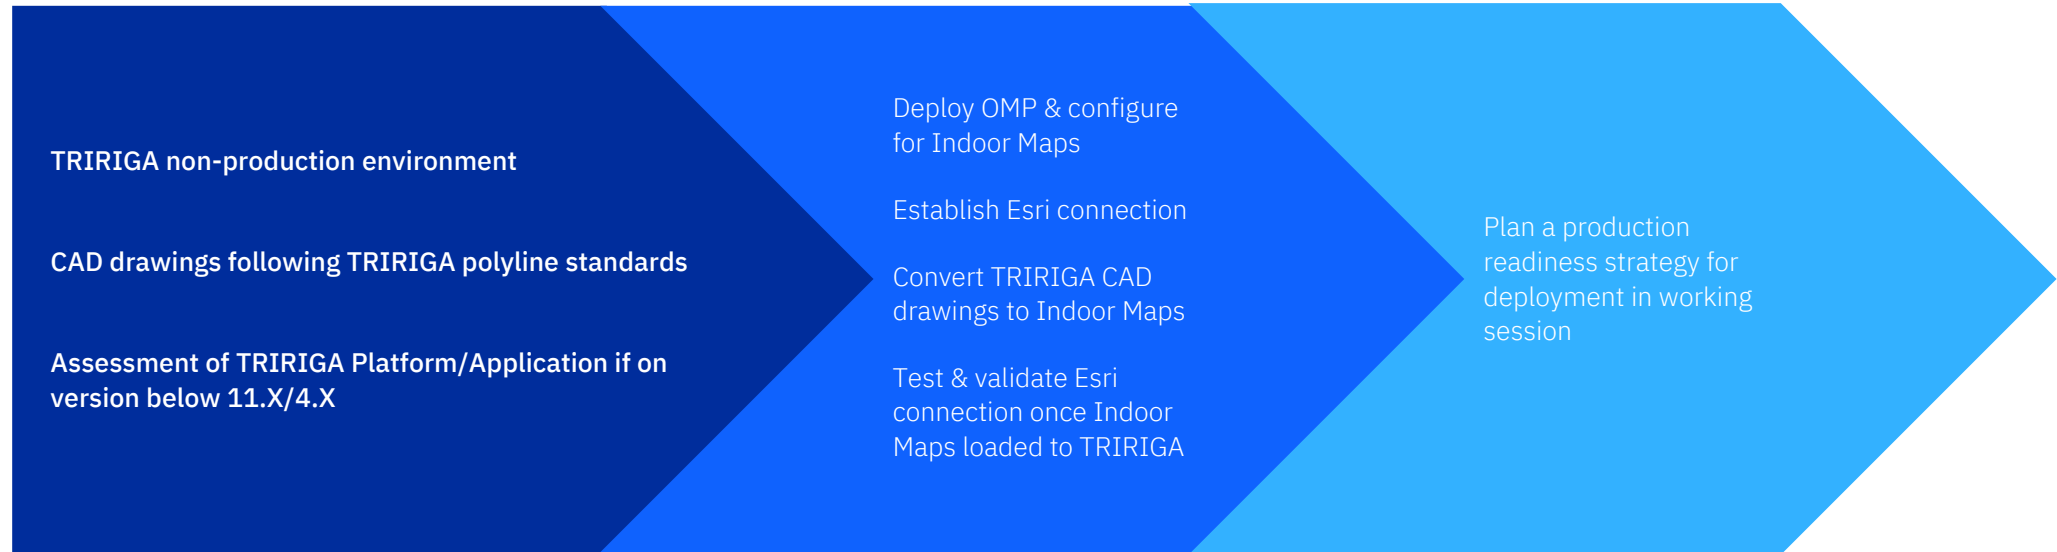 TRIRIGA non-production environment
CAD drawings following TRIRIGA polyline standards
Assessment of TRIRIGA Platform/Application if on
version below 11.X/4.X
Deploy OMP & configure
for Indoor Maps
Establish Esri connection
Convert TRIRIGA CAD
drawings to Indoor Maps
Test & validate Esri
connection once Indoor
Maps loaded to TRIRIGA
Plan a production
readiness strategy for
deployment in working
session